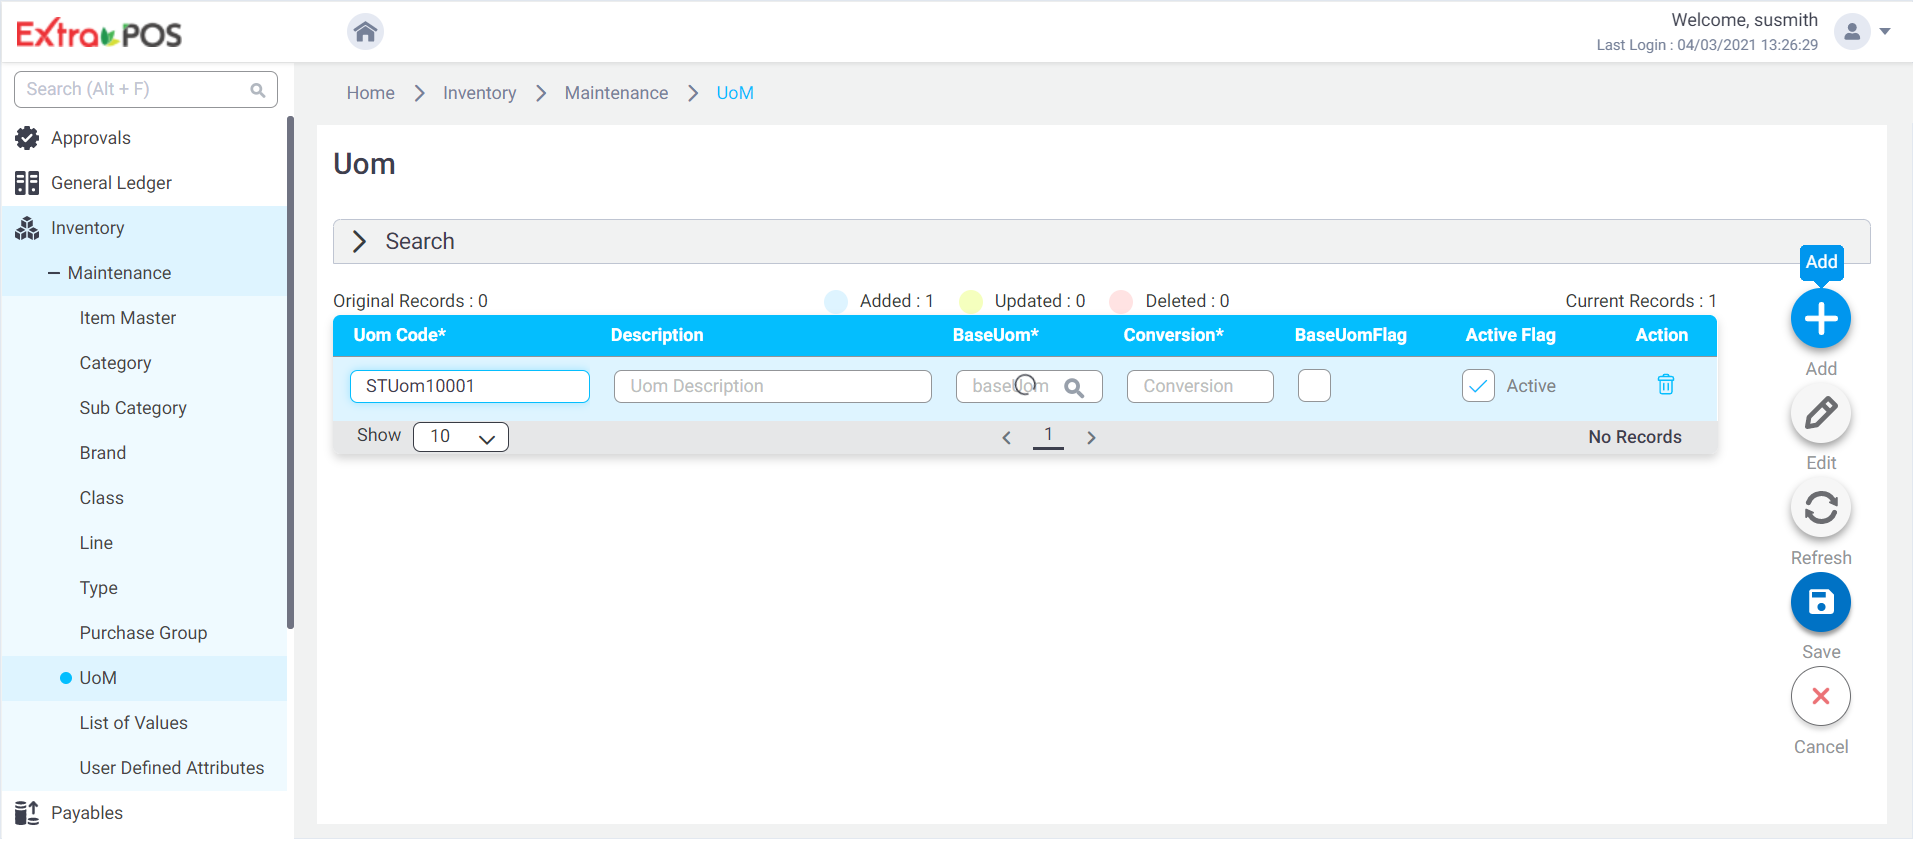 Extra POS
Welcome, susmith
Last Login : 04/03/2021 13:26:29
Search (Alt + F)
Home > Inventory > Maintenance > UoM
Approvals
General Ledger
Inventory
Maintenance
Item Master
Category
Sub Category
Brand
Class
Line
Type
Purchase Group
UoM
List of Values
User Defined Attributes
Payables
Uom
Search
Original Records : 0 Added : 1 Updated : 0 Deleted : 0 Current Records : 1
Uom Code* Description BaseUom* Conversion* BaseUomFlag Active Flag Action
STUom10001 Uom Description baseUom Conversion Active
Show 10 1 No Records
Add
Add
Edit
Refresh
Save
Cancel